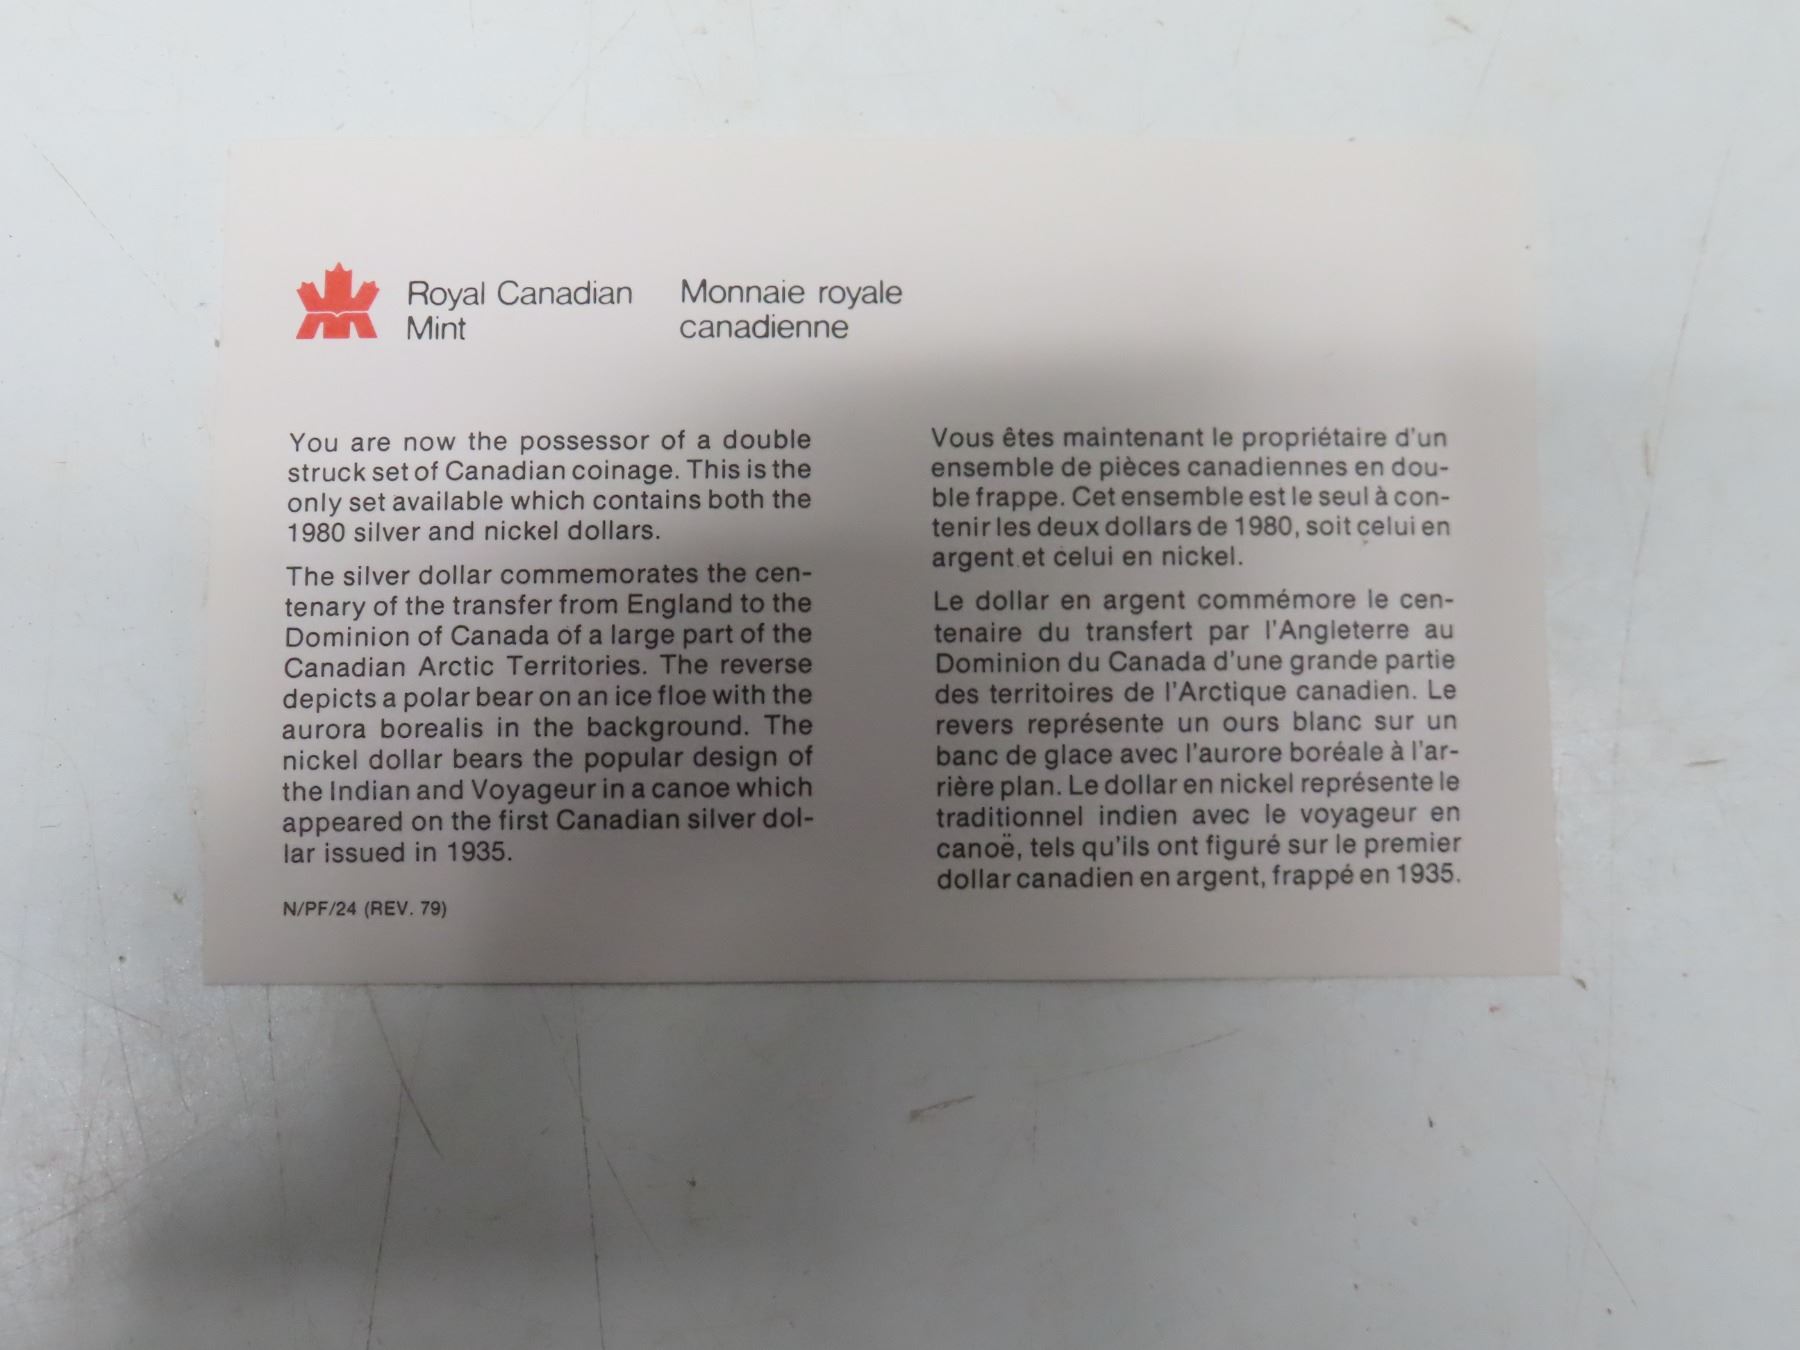 Royal Canadian
Mint
Monnaie royale
canadienne
You are now the possessor of a double
struck set of Canadian coinage. This is the
only set available which contains both the
1980 silver and nickel dollars.
The silver dollar commemorates the cen-
tenary of the transfer from England to the
Dominion of Canada of a large part of the
Canadian Arctic Territories. The reverse
depicts a polar bear on an ice floe with the
aurora borealis in the background. The
nickel dollar bears the popular design of
the Indian and Voyageur in a canoe which
appeared on the first Canadian silver dol-
lar issued in 1935.
N/PF/24 (REV. 79)
Vous êtes maintenant le propriétaire d'un
ensemble de pièces canadiennes en dou-
ble frappe. Cet ensemble est le seul à con-
tenir les deux dollars de 1980, soit celui en
argent et celui en nickel.
Le dollar en argent commémore le cen-
tenaire du transfert par l'Angleterre au
Dominion du Canada d'une grande partie
des territoires de l'Arctique canadien. Le
revers représente un ours blanc sur un
banc de glace avec l'aurore boréale à l'ar-
rière plan. Le dollar en nickel représente le
traditionnel indien avec le voyageur en
canoë, tels qu'ils ont figuré sur le premier
dollar canadien en argent, frappé en 1935.